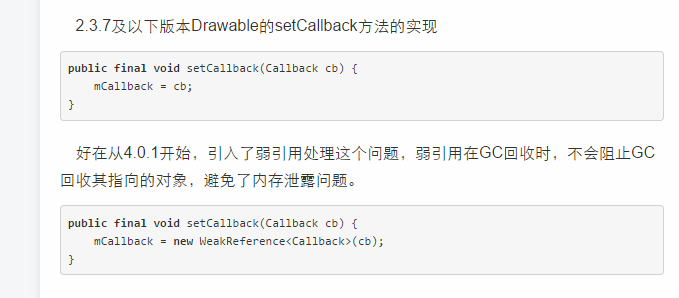 2.3.7及以下版本Drawable的setCallback方法的实现
public final void setCallback(Callback cb) {
    mCallback = cb;
}
好在从4.0.1开始，引入了弱引用处理这个问题，弱引用在GC回收时，不会阻止GC
回收其指向的对象，避免了内存泄露问题。
public final void setCallback(Callback cb) {
    mCallback = new WeakReference<Callback>(cb);
}